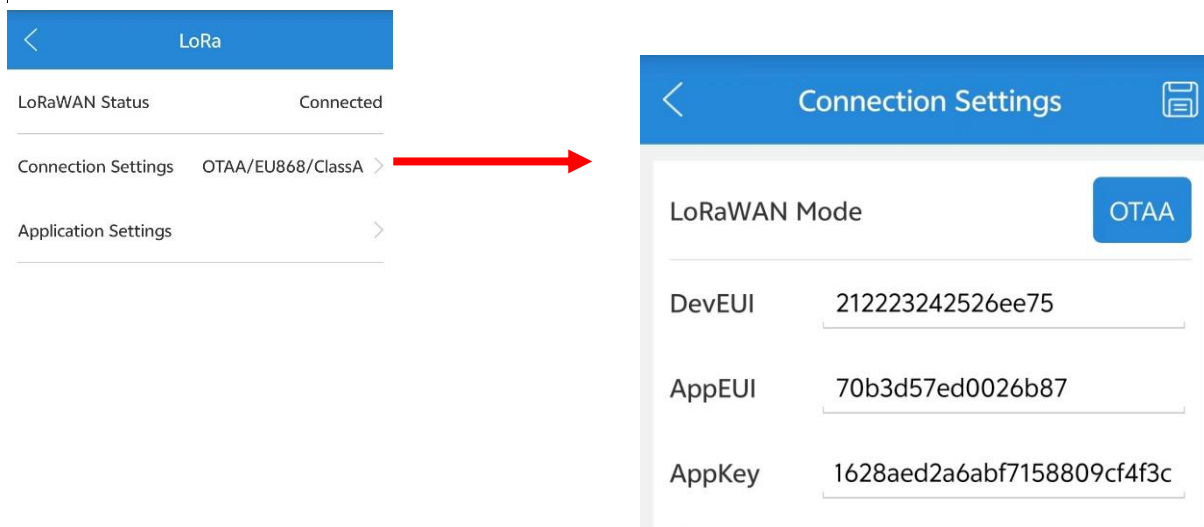 LoRa
LoRaWAN Status Connected
Connection Settings OTAA/EU868/ClassA
Application Settings
Connection Settings
LoRaWAN Mode OTAA
DevEUI 212223242526ee75
AppEUI 70b3d57ed0026b87
AppKey 1628aed2a6abf7158809cf4f3c